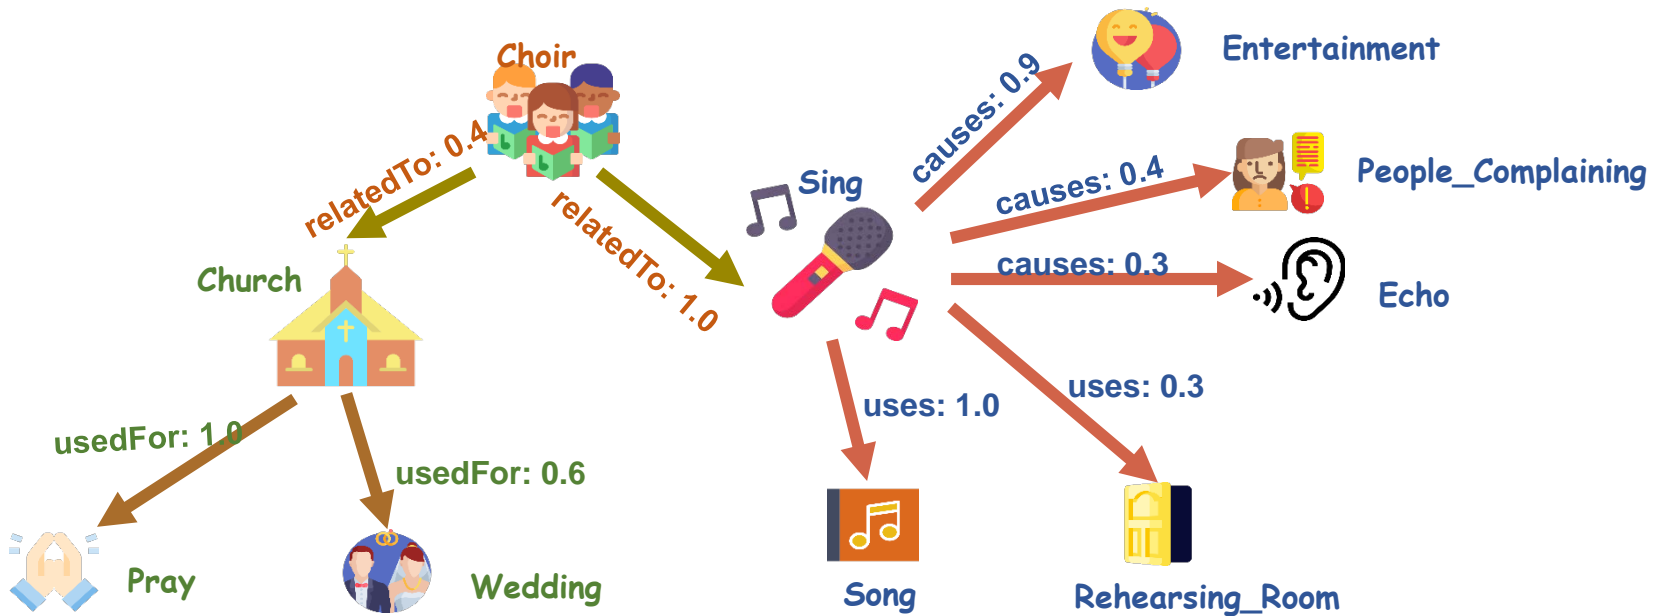 Choir
Entertainment
relatedTo: 0.4
causes: 0.9
Sing
causes: 0.4
People_Complaining
relatedTo: 1.0
Church
causes: 0.3
Echo
usedFor: 1.0
usedFor: 0.6
uses: 1.0
uses: 0.3
Pray
Wedding
Song
Rehearsing_Room